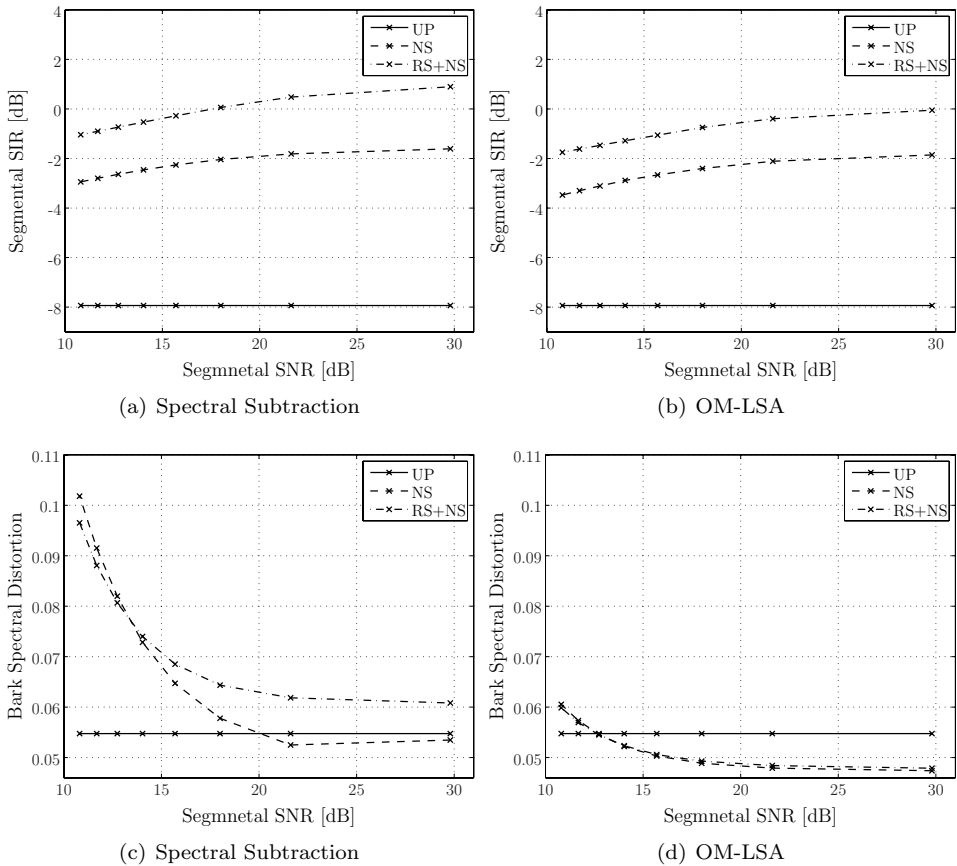 4
2
0
-2
-4
-6
-8
Segmental SIR [dB]
10 15 20 25 30
Segmnetal SNR [dB]
UP
NS
RS+NS
(a) Spectral Subtraction
4
2
0
-2
-4
-6
-8
Segmental SIR [dB]
10 15 20 25 30
Segmnetal SNR [dB]
UP
NS
RS+NS
(b) OM-LSA
0.11
0.1
0.09
0.08
0.07
0.06
0.05
Bark Spectral Distortion
10 15 20 25 30
Segmnetal SNR [dB]
UP
NS
RS+NS
(c) Spectral Subtraction
0.11
0.1
0.09
0.08
0.07
0.06
0.05
Bark Spectral Distortion
10 15 20 25 30
Segmnetal SNR [dB]
UP
NS
RS+NS
(d) OM-LSA